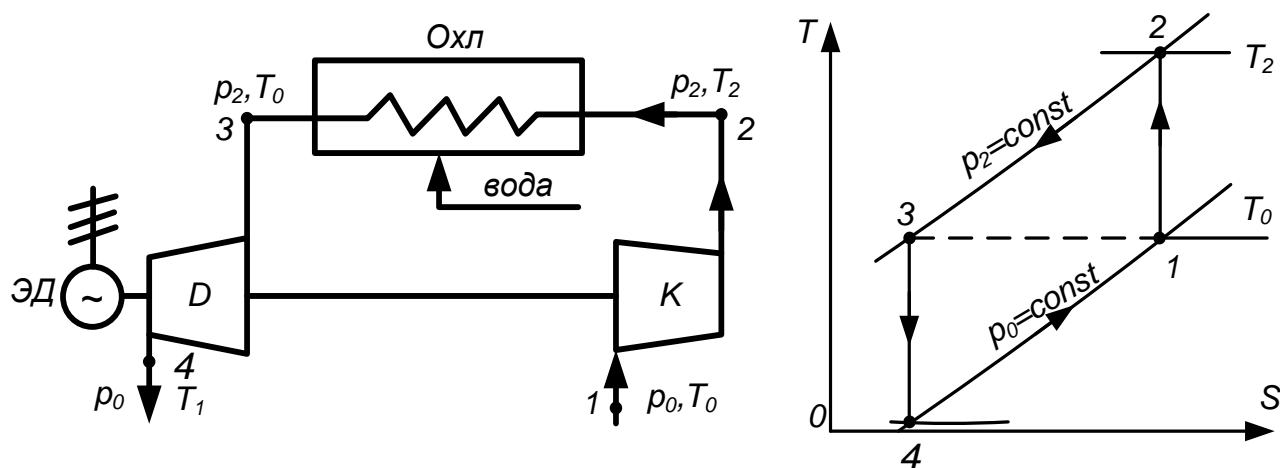 Охл
p₂,T₀
3
p₂,T₂
2
вода
ЭД
~
D
K
4
p₀
T₁
1
p₀,T₀
T
2
T₂
p₂=const
3
T₀
1
p₀=const
0
4
S